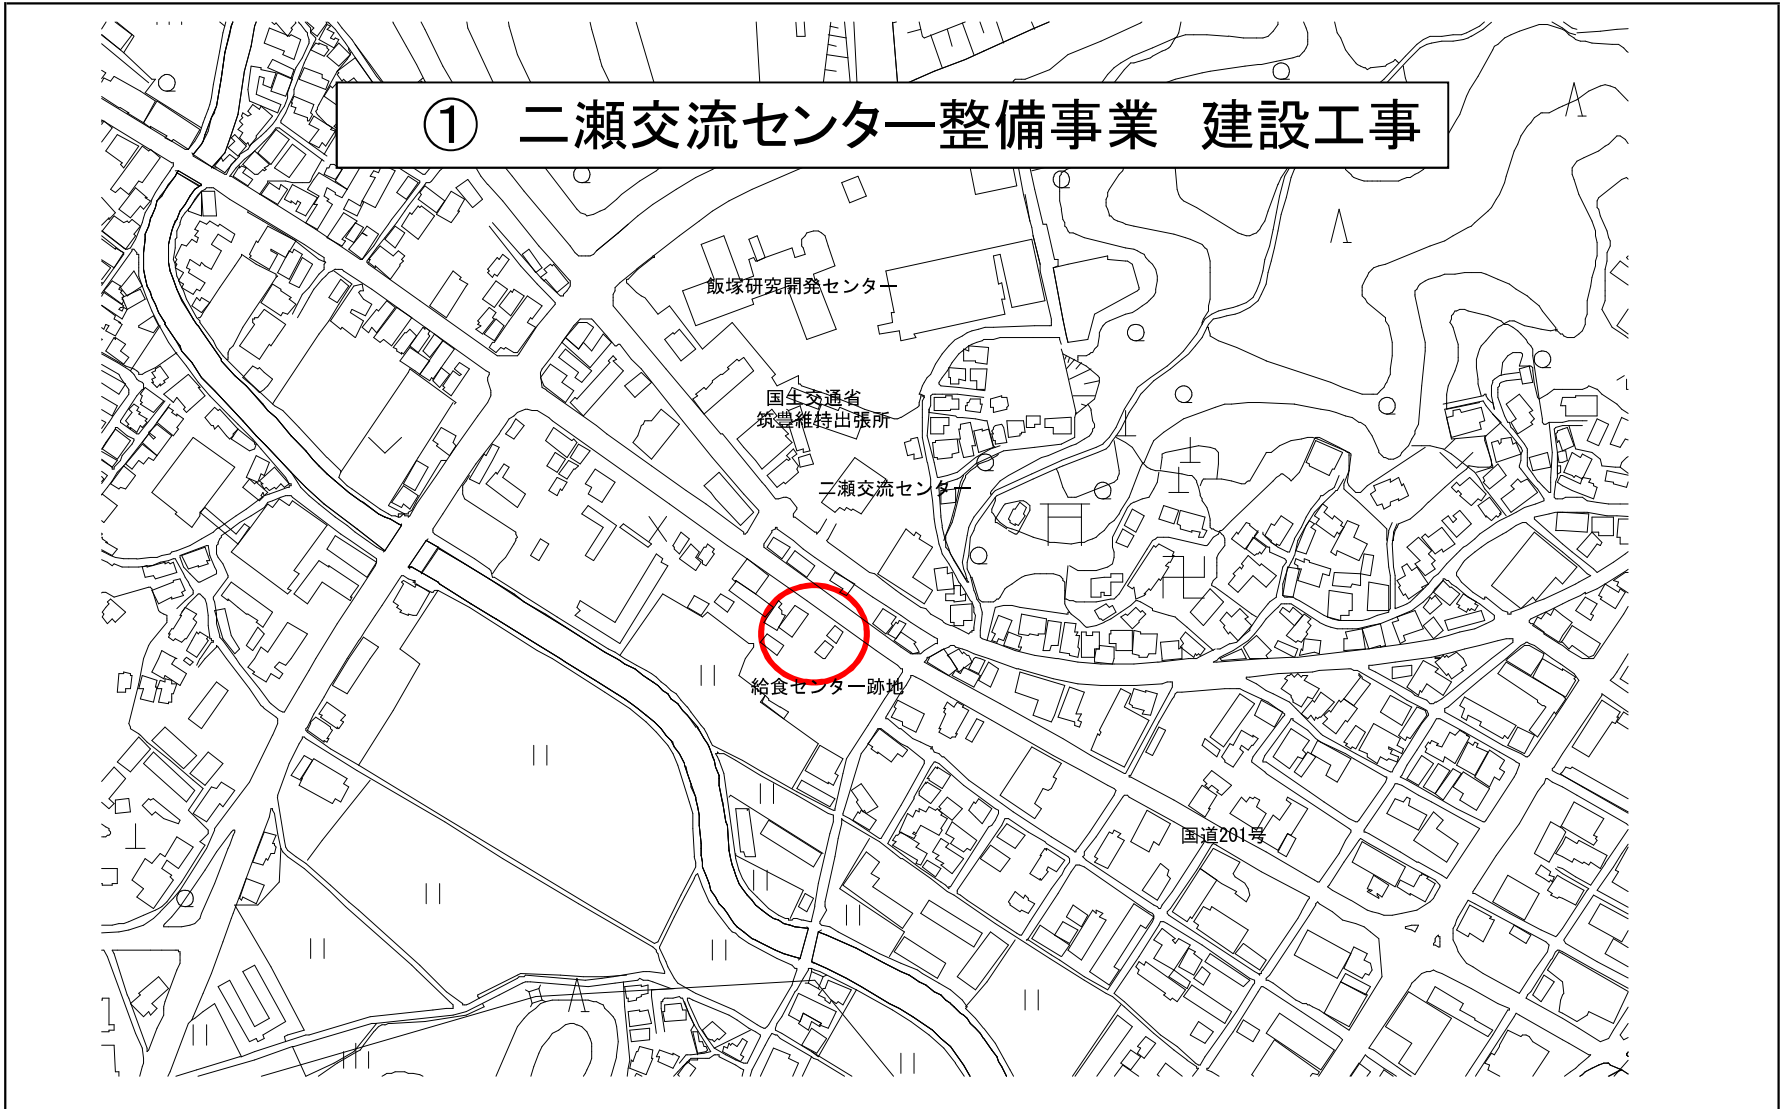 ① 二瀬交流センター整備事業 建設工事
飯塚研究開発センター
国土交通省
筑豊維持出張所
二瀬交流センター
給食センター跡地
国道201号